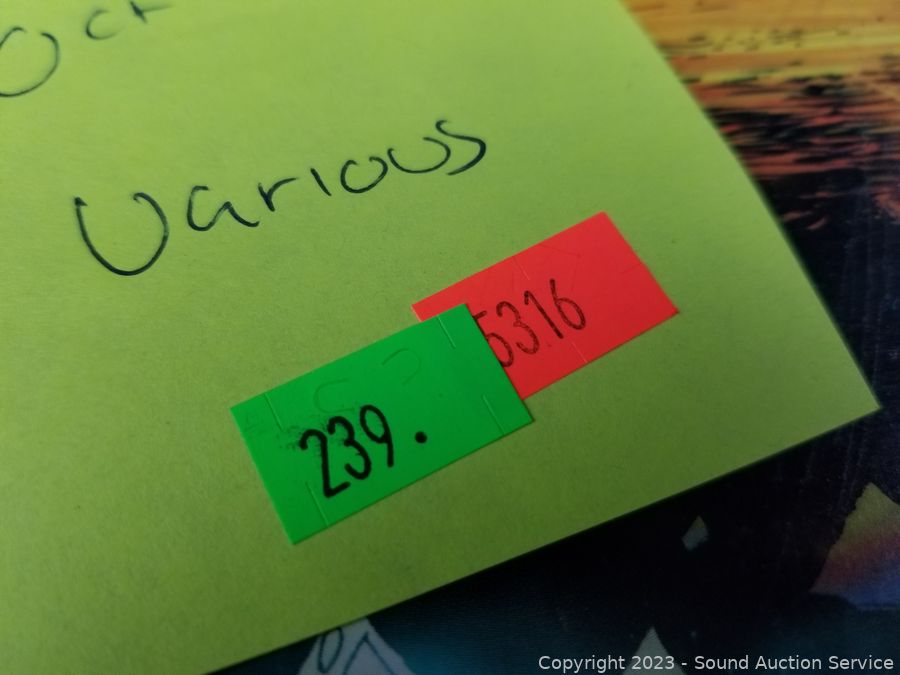 Various
5316
239.
Copyright 2023 - Sound Auction Service